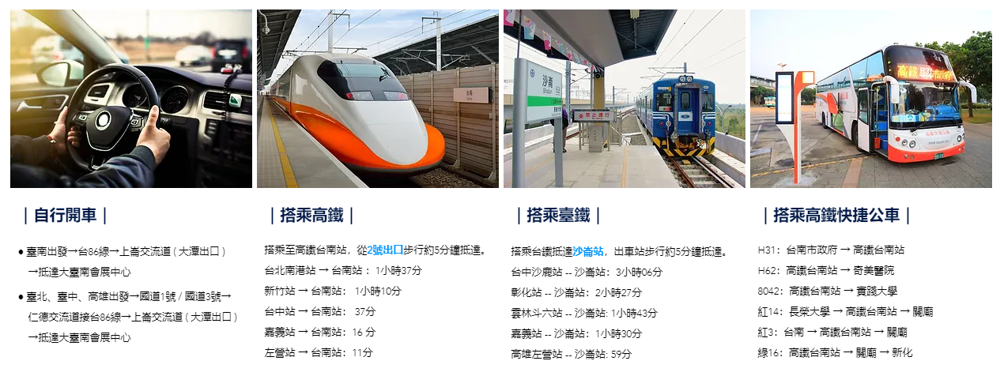 台南
沙崙
Shalun
禁止通行
高鐵 H31 市政府
｜自行開車｜
● 臺南出發→台86線→上崙交流道 ( 大潭出口 )
→抵達大臺南會展中心
● 臺北、臺中、高雄出發→國道1號 / 國道3號→
仁德交流道接台86線→上崙交流道 ( 大潭出口 )
→抵達大臺南會展中心
｜搭乘高鐵｜
搭乘至高鐵台南站，從2號出口步行約5分鐘抵達。
台北南港站 → 台南站： 1小時37分
新竹站 → 台南站： 1小時10分
台中站 → 台南站： 37分
嘉義站 → 台南站：16 分
左營站 → 台南站：11分
｜搭乘臺鐵｜
搭乘台鐵抵達沙崙站，出車站步行約5分鐘抵達。
台中沙鹿站 -- 沙崙站：3小時06分
彰化站 -- 沙崙站：2小時27分
雲林斗六站 -- 沙崙站: 1小時43分
嘉義站 -- 沙崙站：1小時30分
高雄左營站 -- 沙崙站: 59分
｜搭乘高鐵快捷公車｜
H31：台南市政府 → 高鐵台南站
H62：高鐵台南站 → 奇美醫院
8042：高鐵台南站 → 實踐大學
紅14：長榮大學 → 高鐵台南站 → 關廟
紅3：台南 → 高鐵台南站 → 關廟
綠16：高鐵台南站 → 關廟 → 新化